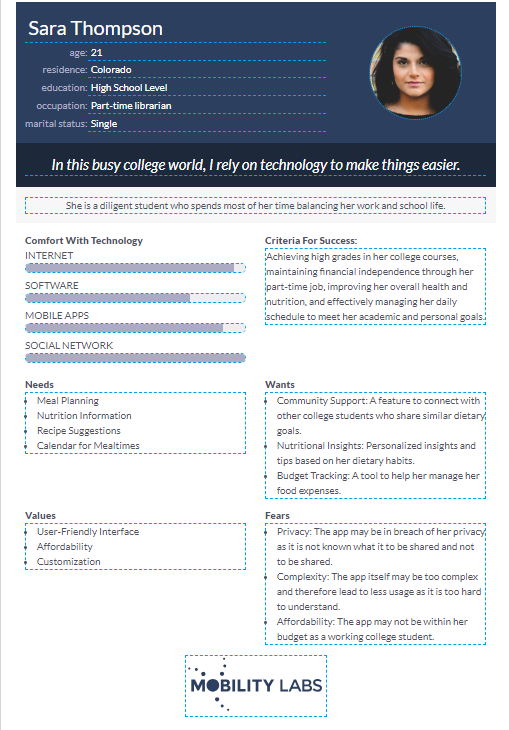 Sara Thompson
age: 21
residence: Colorado
education: High School Level
occupation: Part-time librarian
marital status: Single
In this busy college world, I rely on technology to make things easier.
She is a diligent student who spends most of her time balancing her work and school life.
Comfort With Technology
INTERNET
SOFTWARE
MOBILE APPS
SOCIAL NETWORK
Criteria For Success:
Achieving high grades in her college courses,
maintaining financial independence through her
part-time job, improving her overall health and
nutrition, and effectively managing her daily
schedule to meet her academic and personal goals.
Needs
• Meal Planning
• Nutrition Information
• Recipe Suggestions
• Calendar for Mealtimes
Wants
• Community Support: A feature to connect with
other college students who share similar dietary
goals.
• Nutritional Insights: Personalized insights and
tips based on her dietary habits.
• Budget Tracking: A tool to help her manage her
food expenses.
Values
• User-Friendly Interface
• Affordability
• Customization
Fears
• Privacy: The app may be in breach of her privacy
as it is not known what it to be shared and not
to be shared.
• Complexity: The app itself may be too complex
and therefore lead to less usage as it is too hard
to understand.
• Affordability: The app may not be within her
budget as a working college student.
MOBILITY LABS